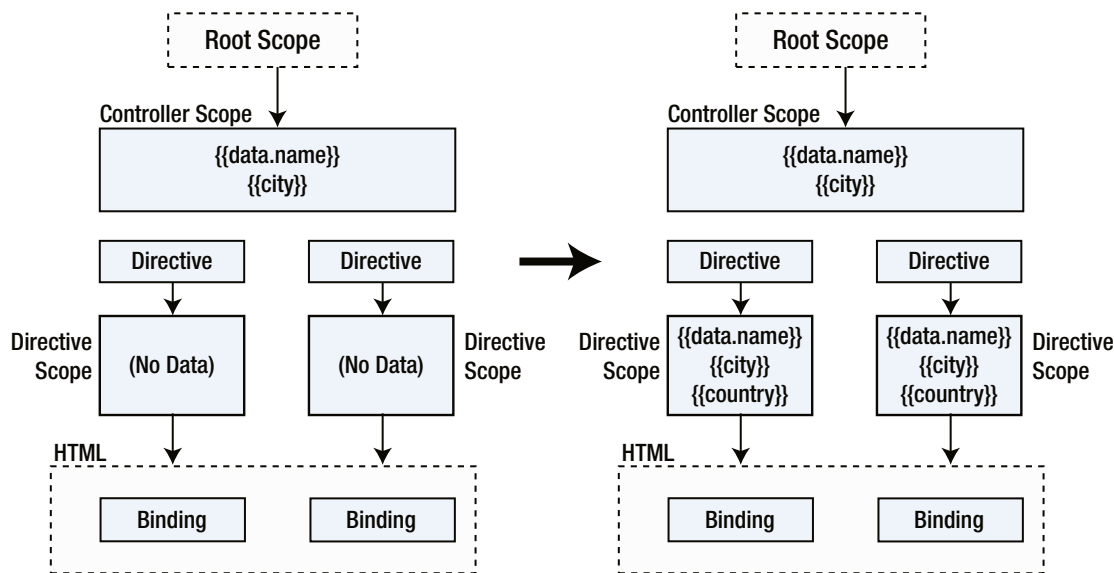 Root Scope
Controller Scope
{{data.name}}
{{city}}
Directive
Directive
Directive
Scope
(No Data)
(No Data)
Directive
Scope
HTML
Binding
Binding
Root Scope
Controller Scope
{{data.name}}
{{city}}
Directive
Directive
Directive
Scope
{{data.name}}
{{city}}
{{country}}
{{data.name}}
{{city}}
{{country}}
Directive
Scope
HTML
Binding
Binding